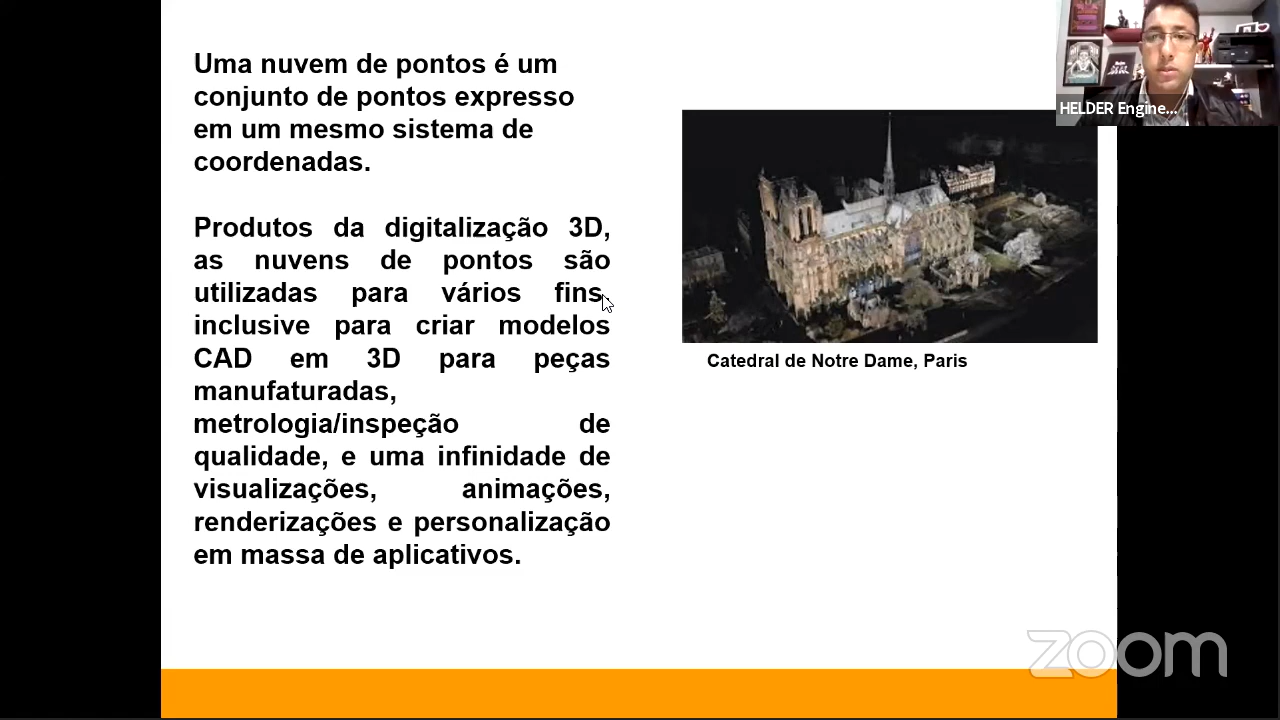 Uma nuvem de pontos é um
conjunto de pontos expresso
em um mesmo sistema de
coordenadas.
Produtos da digitalização 3D,
as nuvens de pontos são
utilizadas para vários fins,
inclusive para criar modelos
CAD em 3D para peças
manufaturadas,
metrologia/inspeção de
qualidade, e uma infinidade de
visualizações, animações,
renderizações e personalização
em massa de aplicativos.
HELDER Engine...
Catedral de Notre Dame, Paris
zoom